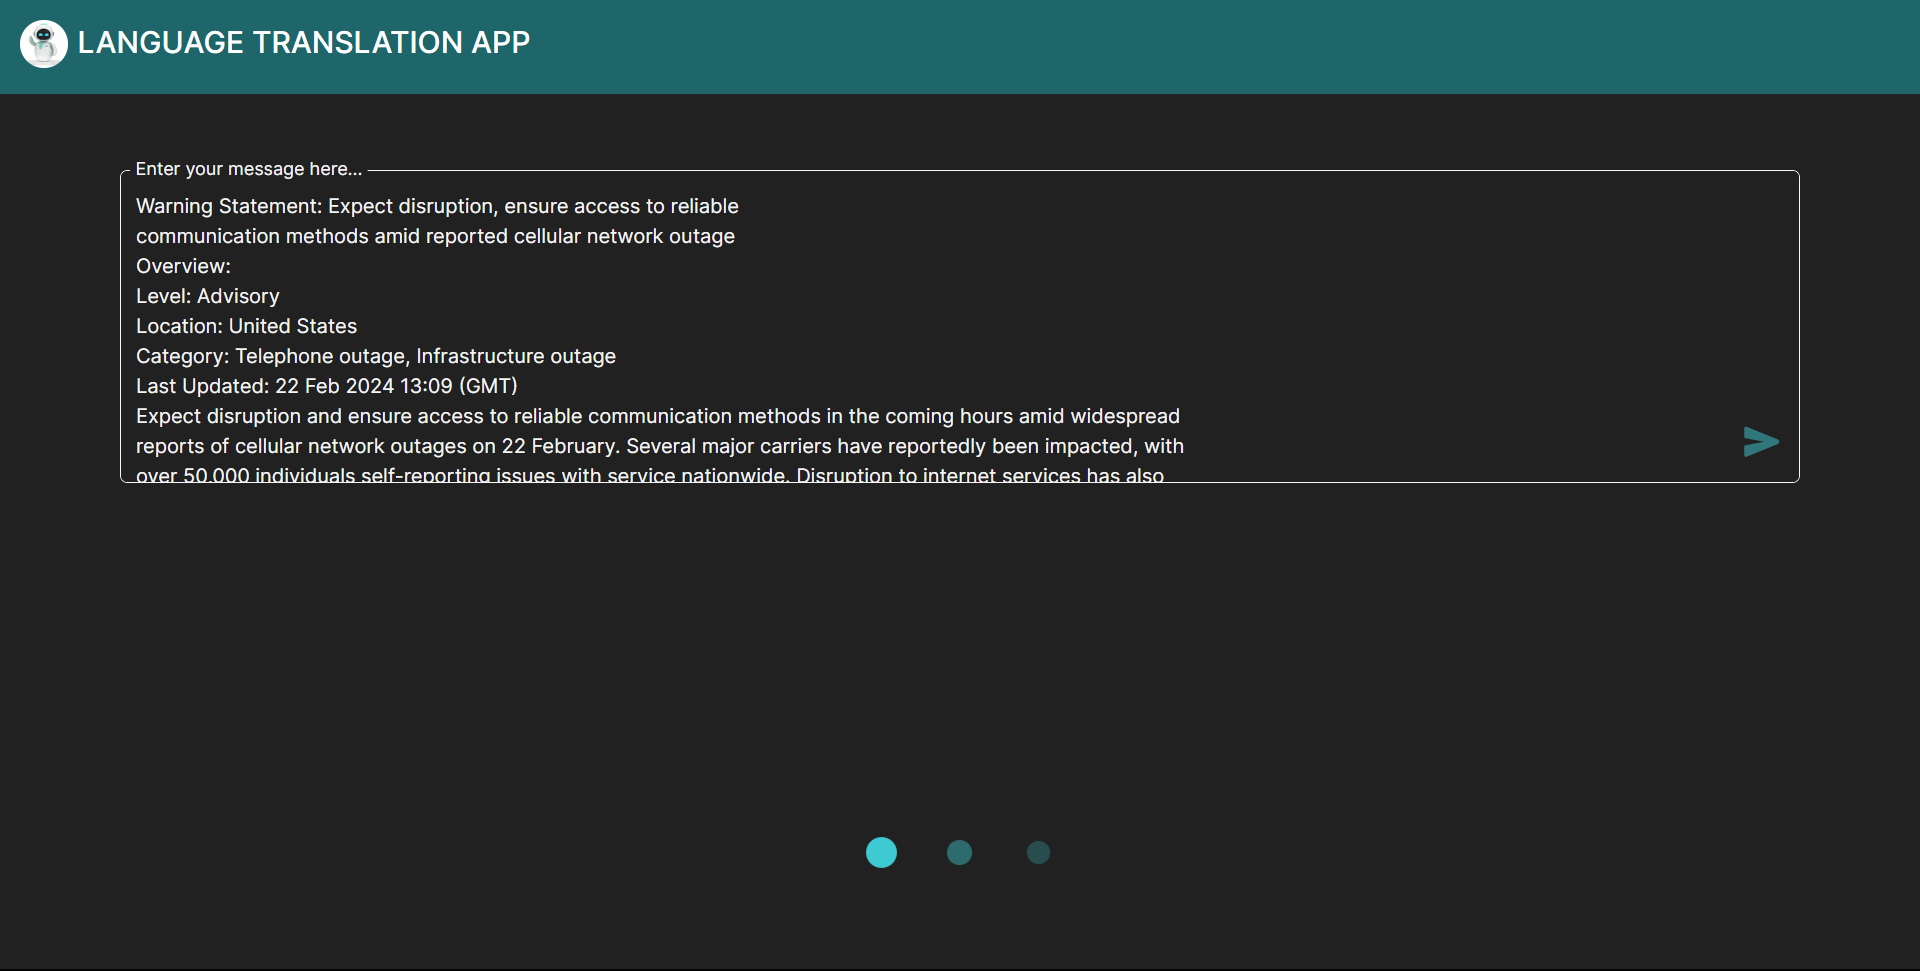 LANGUAGE TRANSLATION APP
Enter your message here...
Warning Statement: Expect disruption, ensure access to reliable
communication methods amid reported cellular network outage
Overview:
Level: Advisory
Location: United States
Category: Telephone outage, Infrastructure outage
Last Updated: 22 Feb 2024 13:09 (GMT)
Expect disruption and ensure access to reliable communication methods in the coming hours amid widespread
reports of cellular network outages on 22 February. Several major carriers have reportedly been impacted, with
over 50,000 individuals self-reporting issues with service nationwide. Disruption to internet services has also